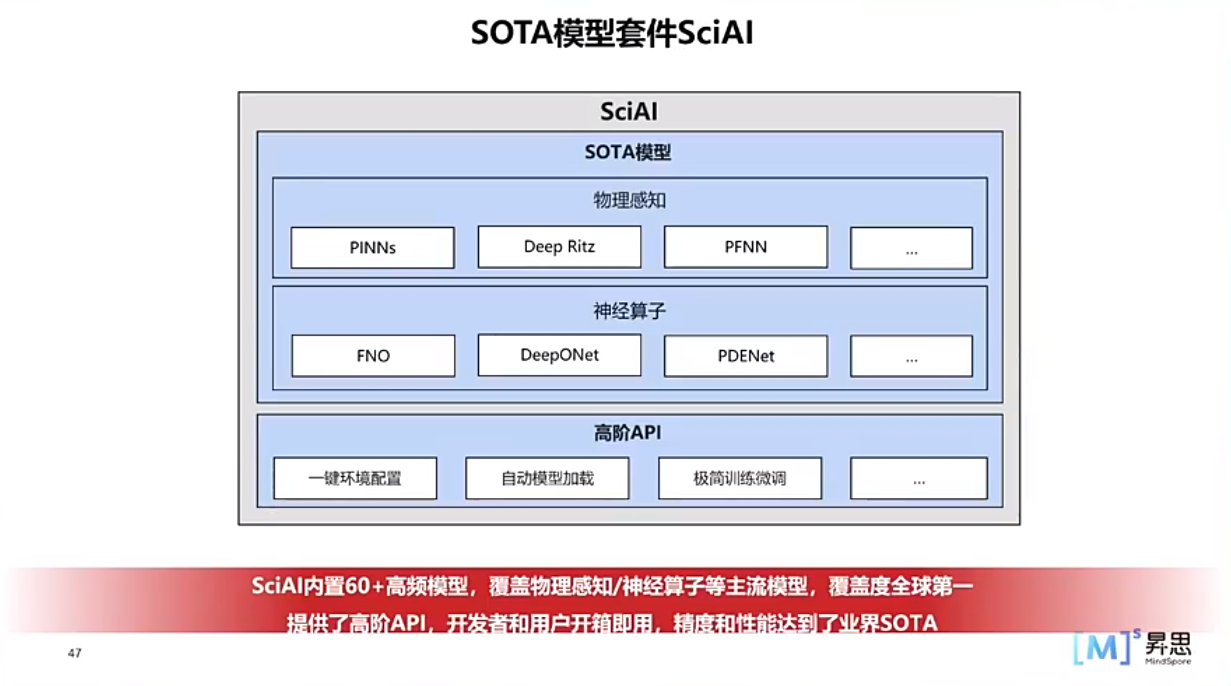 SOTA模型套件SciAI
SciAI
SOTA模型
物理感知
PINNs
Deep Ritz
PFNN
...
神经算子
FNO
DeepONet
PDENet
...
高阶API
一键环境配置
自动模型加载
极简训练微调
...
SciAI内置60+高频模型，覆盖物理感知/神经算子等主流模型，覆盖度全球第一
提供了高阶API，开发者和用户开箱即用，精度和性能达到了业界SOTA
47
[M]s 昇思
MindSpore